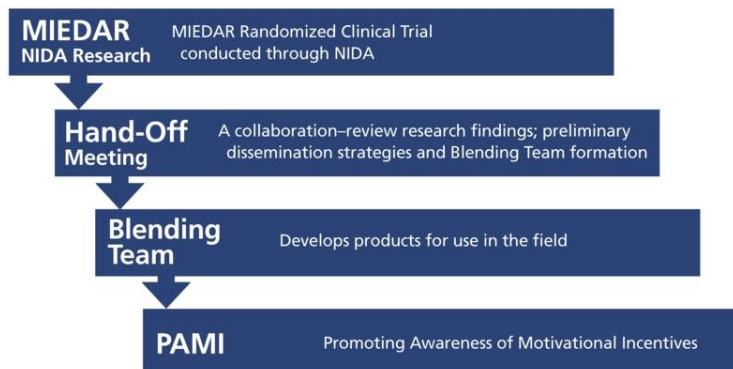 MIEDAR
NIDA Research
MIEDAR Randomized Clinical Trial
conducted through NIDA
Hand-Off
Meeting
A collaboration–review research findings; preliminary
dissemination strategies and Blending Team formation
Blending
Team
Develops products for use in the field
PAMI
Promoting Awareness of Motivational Incentives